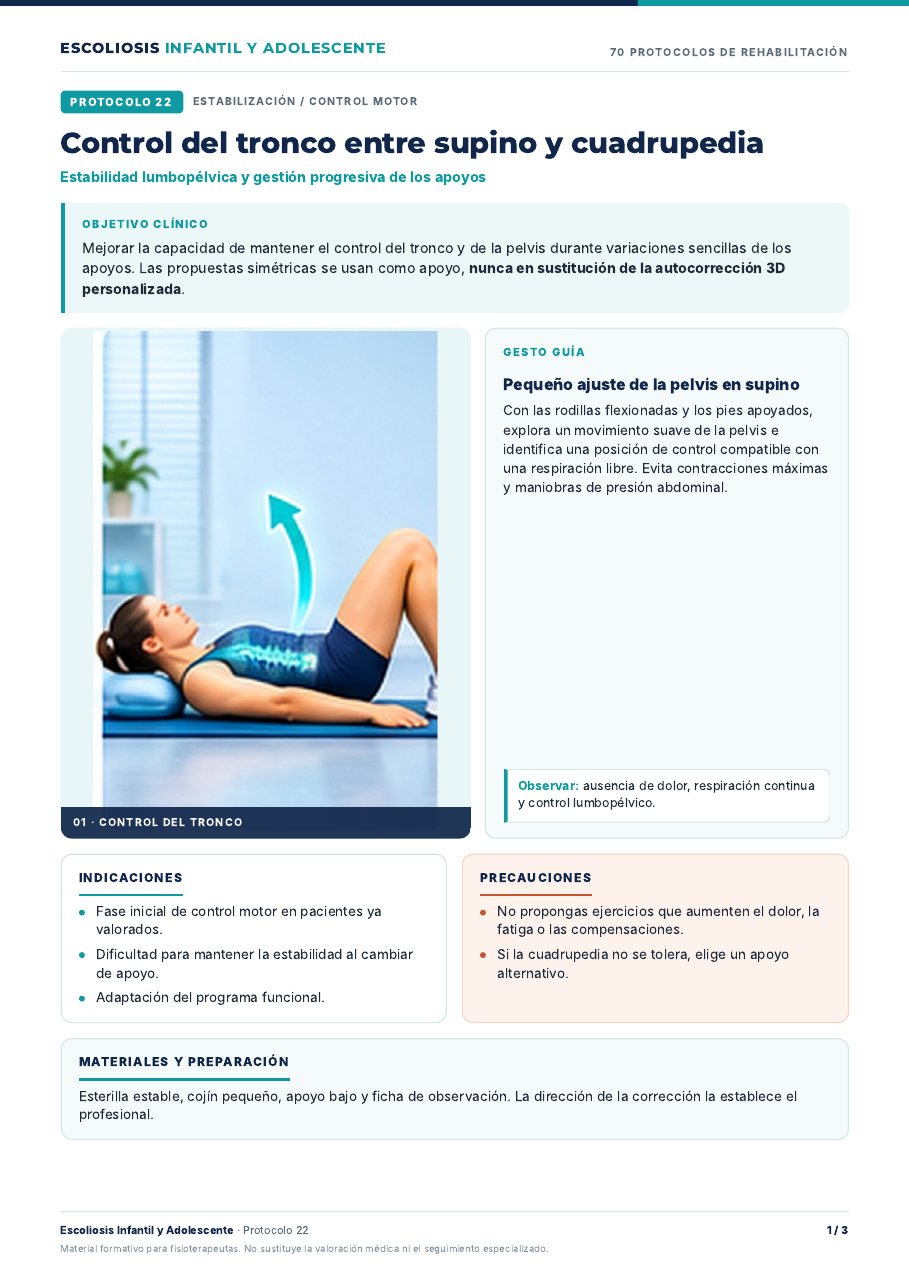 ESCOLIOSIS INFANTIL Y ADOLESCENTE
70 PROTOCOLOS DE REHABILITACIÓN
PROTOCOLO 22
ESTABILIZACIÓN / CONTROL MOTOR
Control del tronco entre supino y cuadrupedia
Estabilidad lumbopélvica y gestión progresiva de los apoyos
OBJETIVO CLÍNICO
Mejorar la capacidad de mantener el control del tronco y de la pelvis durante variaciones sencillas de los
apoyos. Las propuestas simétricas se usan como apoyo, nunca en sustitución de la autocorrección 3D
personalizada.
01 · CONTROL DEL TRONCO
GESTO GUÍA
Pequeño ajuste de la pelvis en supino
Con las rodillas flexionadas y los pies apoyados,
explora un movimiento suave de la pelvis e
identifica una posición de control compatible con
una respiración libre. Evita contracciones máximas
y maniobras de presión abdominal.
Observar: ausencia de dolor, respiración continua
y control lumbopélvico.
INDICACIONES
• Fase inicial de control motor en pacientes ya
valorados.
• Dificultad para mantener la estabilidad al cambiar
de apoyo.
• Adaptación del programa funcional.
PRECAUCIONES
• No propongas ejercicios que aumenten el dolor, la
fatiga o las compensaciones.
• Si la cuadrupedia no se tolera, elige un apoyo
alternativo.
MATERIALES Y PREPARACIÓN
Esterilla estable, cojín pequeño, apoyo bajo y ficha de observación. La dirección de la corrección la establece el
profesional.
Escoliosis Infantil y Adolescente · Protocolo 22
1 / 3
Material formativo para fisioterapeutas. No sustituye la valoración médica ni el seguimiento especializado.